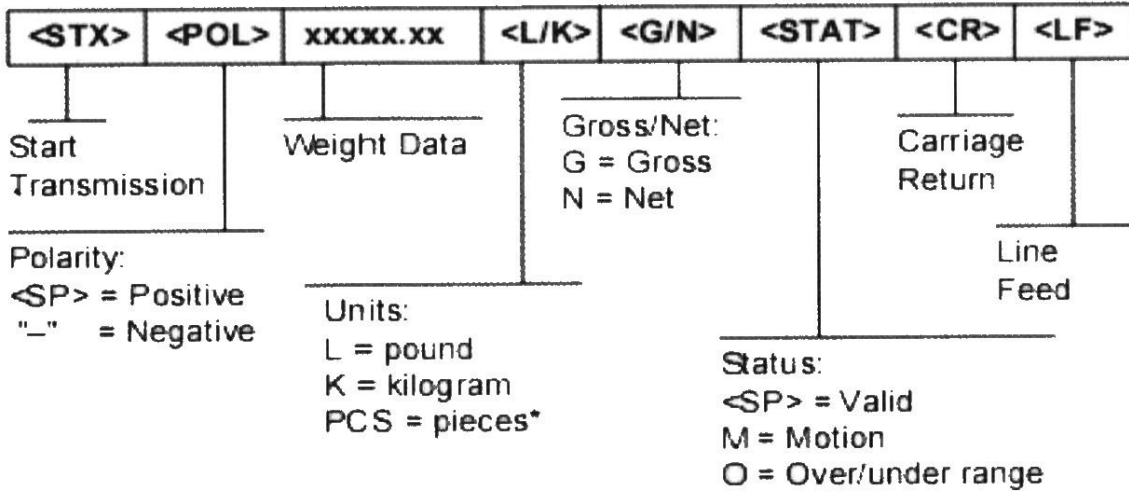 <STX> <POL> xxxxx.xx <L/K> <G/N> <STAT> <CR> <LF>
Start
Transmission
Weight Data
Gross/Net:
G = Gross
N = Net
Carriage
Return
Polarity:
<SP> = Positive
"–" = Negative
Units:
L = pound
K = kilogram
PCS = pieces*
Status:
<SP> = Valid
M = Motion
O = Over/under range
Line
Feed